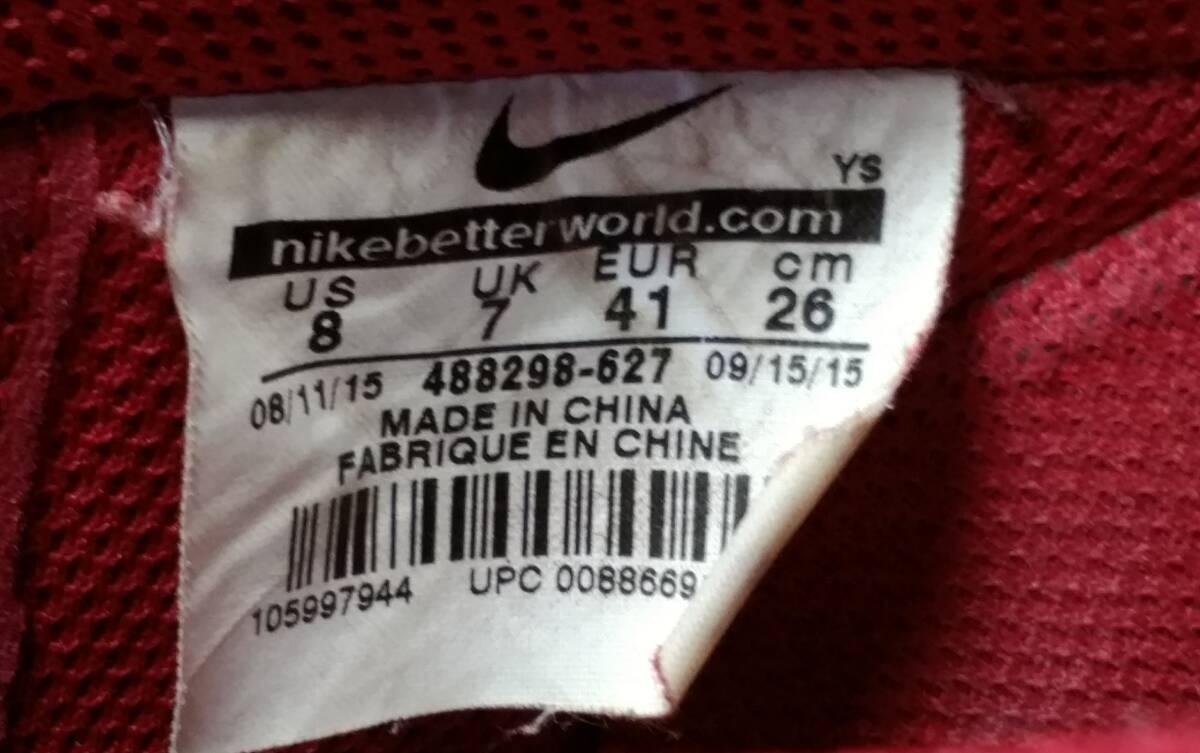 YS
nikebetterworld.com
US UK EUR cm
8 7 41 26
08/11/15 488298-627 09/15/15
MADE IN CHINA
FABRIQUE EN CHINE
105997944 UPC 0088669